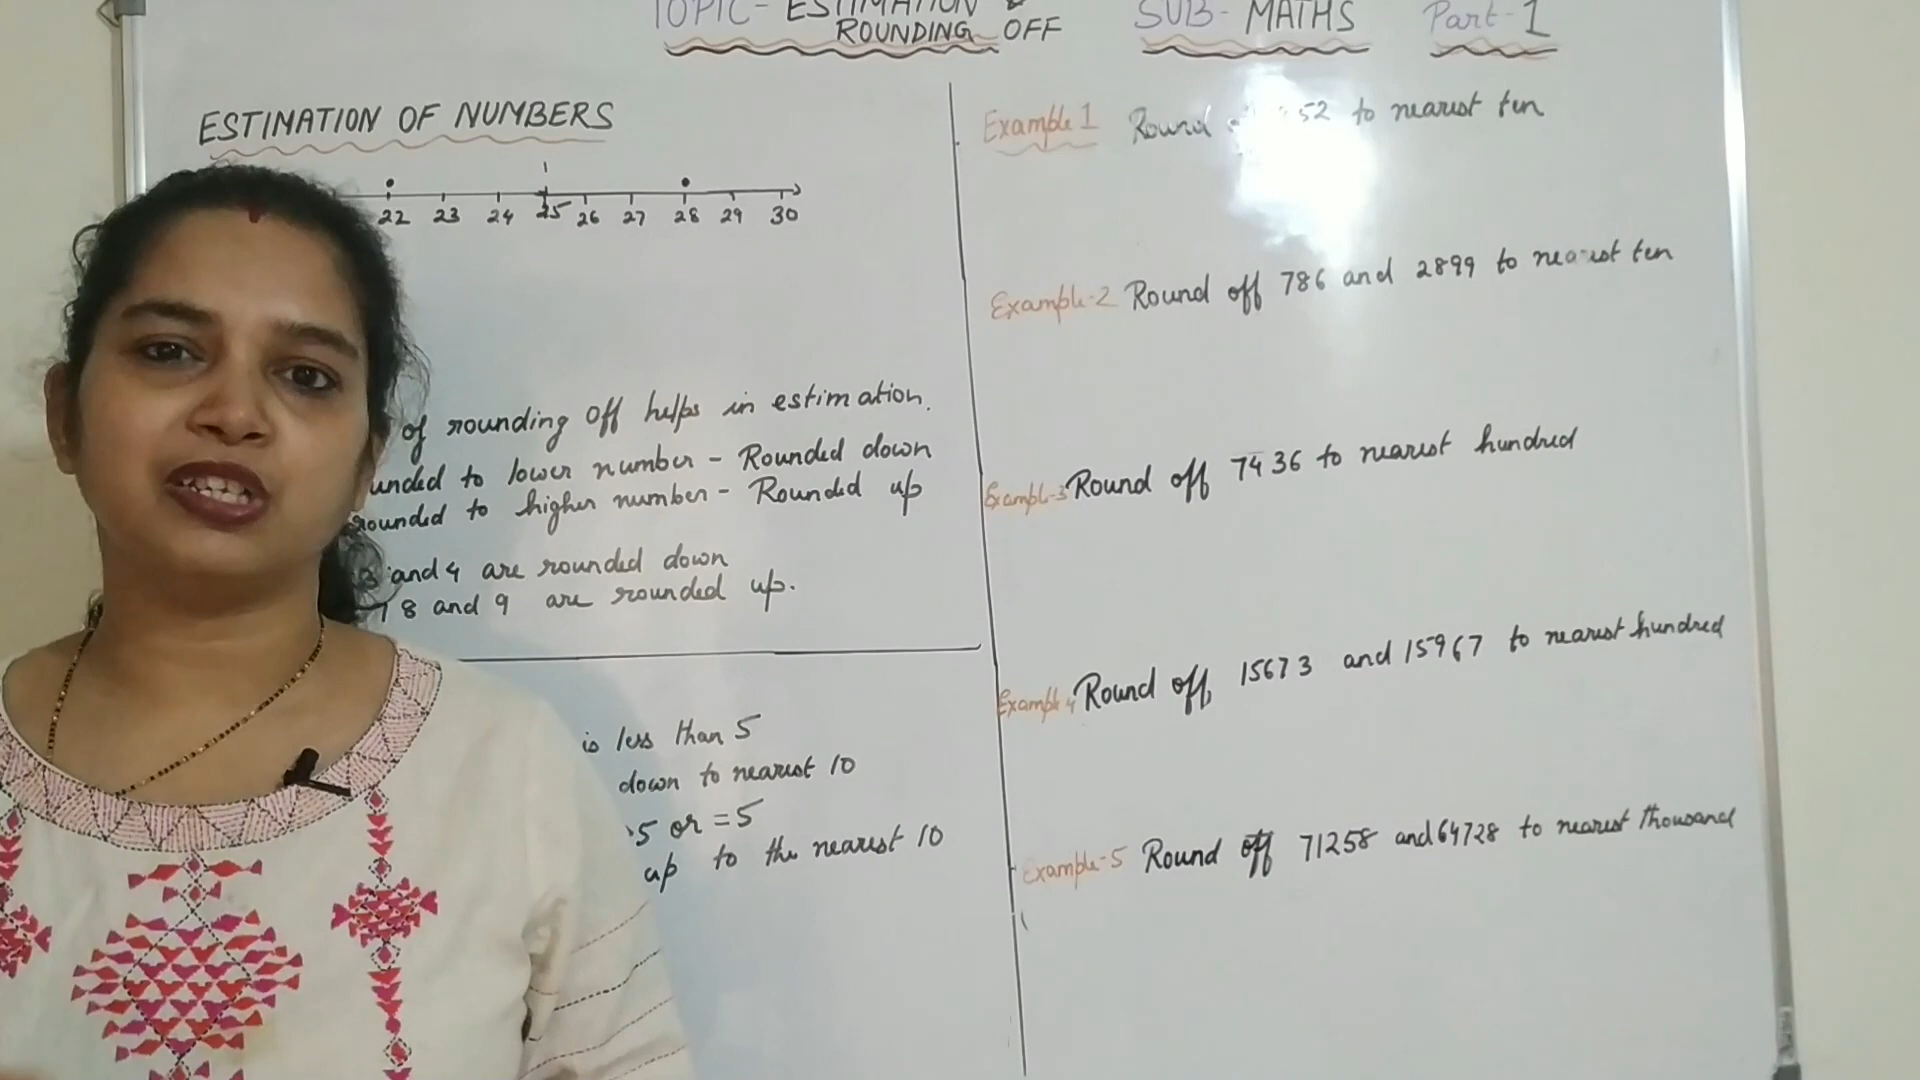 TOPIC- ESTIMATION &
ROUNDING OFF
SUB- MATHS
Part-1
ESTIMATION OF NUMBERS
22 23 24 25 26 27 28 29 30
of rounding off helps in estimation.
unded to lower number - Rounded down
rounded to higher number - Rounded up
3 and 4 are rounded down
7 8 and 9 are rounded up.
is less than 5
down to nearest 10
5 or = 5
up to the nearest 10
Example 1 Round 52 to nearest ten
Example-2 Round off 786 and 2899 to nearest ten
Example-3 Round off 7436 to nearest hundred
Example 4 Round off 15673 and 15967 to nearest hundred
Example-5 Round off 71258 and 64728 to nearest thousand